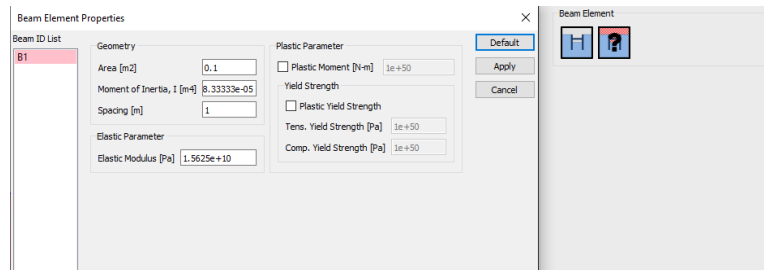 Beam Element Properties
Beam ID List
B1
Geometry
Area [m2] 0.1
Moment of Inertia, I [m4] 8.33333e-05
Spacing [m] 1
Elastic Parameter
Elastic Modulus [Pa] 1.5625e+10
Plastic Parameter
Plastic Moment [N-m] 1e+50
Yield Strength
Plastic Yield Strength
Tens. Yield Strength [Pa] 1e+50
Comp. Yield Strength [Pa] 1e+50
Default
Apply
Cancel
Beam Element